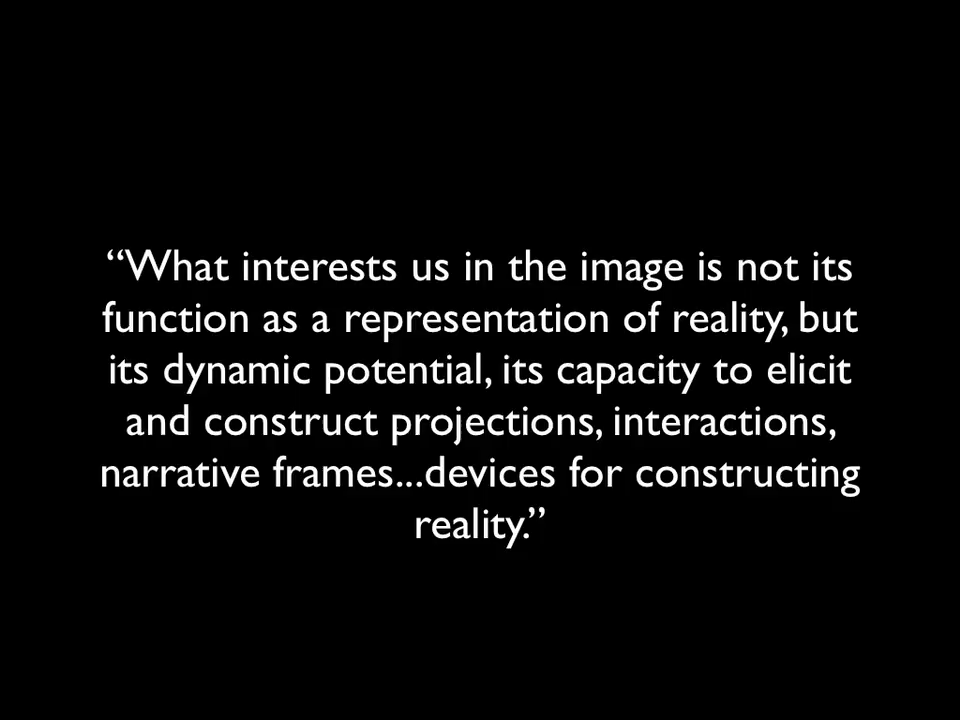 “What interests us in the image is not its
function as a representation of reality, but
its dynamic potential, its capacity to elicit
and construct projections, interactions,
narrative frames...devices for constructing
reality.”